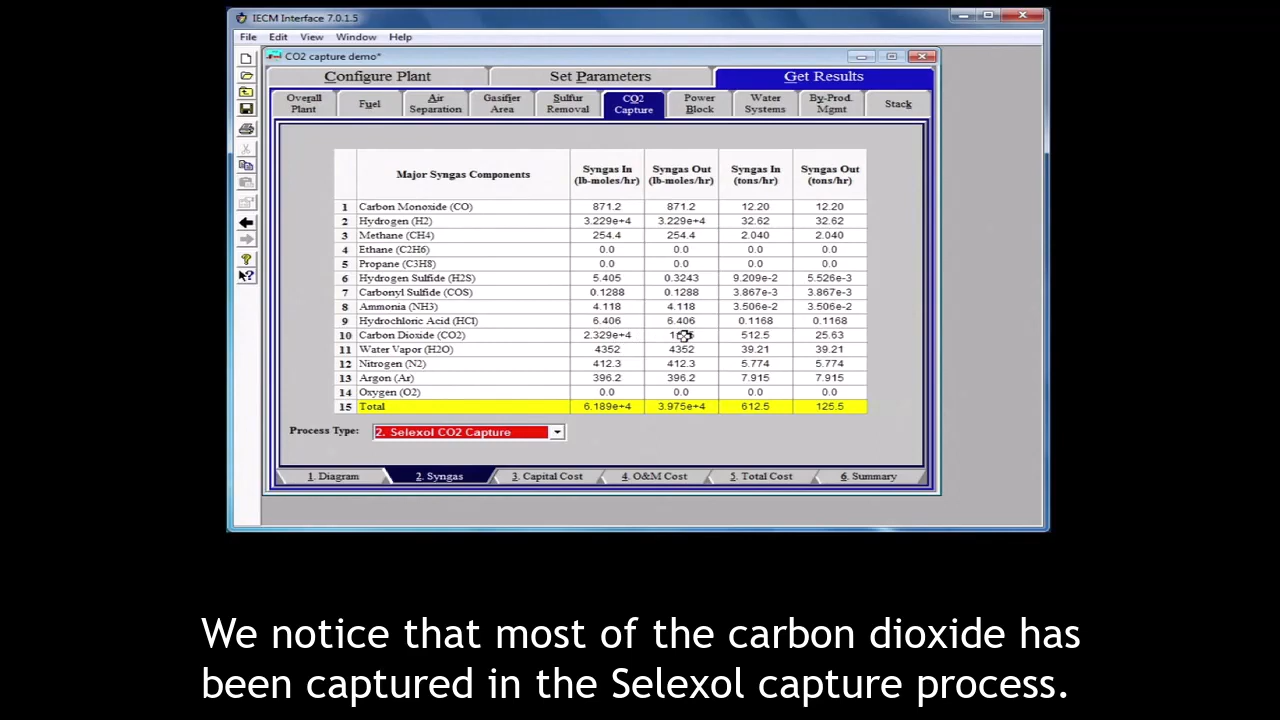 IECM Interface 7.0.1.5
File Edit View Window Help
CO2 capture demo*
Configure Plant Set Parameters Get Results
Overall Plant Fuel Air Separation Gasifier Area Sulfur Removal CO2 Capture Power Block Water Systems By-Prod. Mgmt Stack
Major Syngas Components Syngas In (lb-moles/hr) Syngas Out (lb-moles/hr) Syngas In (tons/hr) Syngas Out (tons/hr)
1 Carbon Monoxide (CO) 871.2 871.2 12.20 12.20
2 Hydrogen (H2) 3.229e+4 3.229e+4 32.62 32.62
3 Methane (CH4) 254.4 254.4 2.040 2.040
4 Ethane (C2H6) 0.0 0.0 0.0 0.0
5 Propane (C3H8) 0.0 0.0 0.0 0.0
6 Hydrogen Sulfide (H2S) 5.405 0.3243 9.209e-2 5.526e-3
7 Carbonyl Sulfide (COS) 0.1288 0.1288 3.867e-3 3.867e-3
8 Ammonia (NH3) 4.118 4.118 3.506e-2 3.506e-2
9 Hydrochloric Acid (HCl) 6.406 6.406 0.1168 0.1168
10 Carbon Dioxide (CO2) 2.329e+4 512.5 25.63
11 Water Vapor (H2O) 4352 4352 39.21 39.21
12 Nitrogen (N2) 412.3 412.3 5.774 5.774
13 Argon (Ar) 396.2 396.2 7.915 7.915
14 Oxygen (O2) 0.0 0.0 0.0 0.0
15 Total 6.189e+4 3.975e+4 612.5 125.5
Process Type: 2. Selexol CO2 Capture
1. Diagram 2. Syngas 3. Capital Cost 4. O&M Cost 5. Total Cost 6. Summary
We notice that most of the carbon dioxide has
been captured in the Selexol capture process.